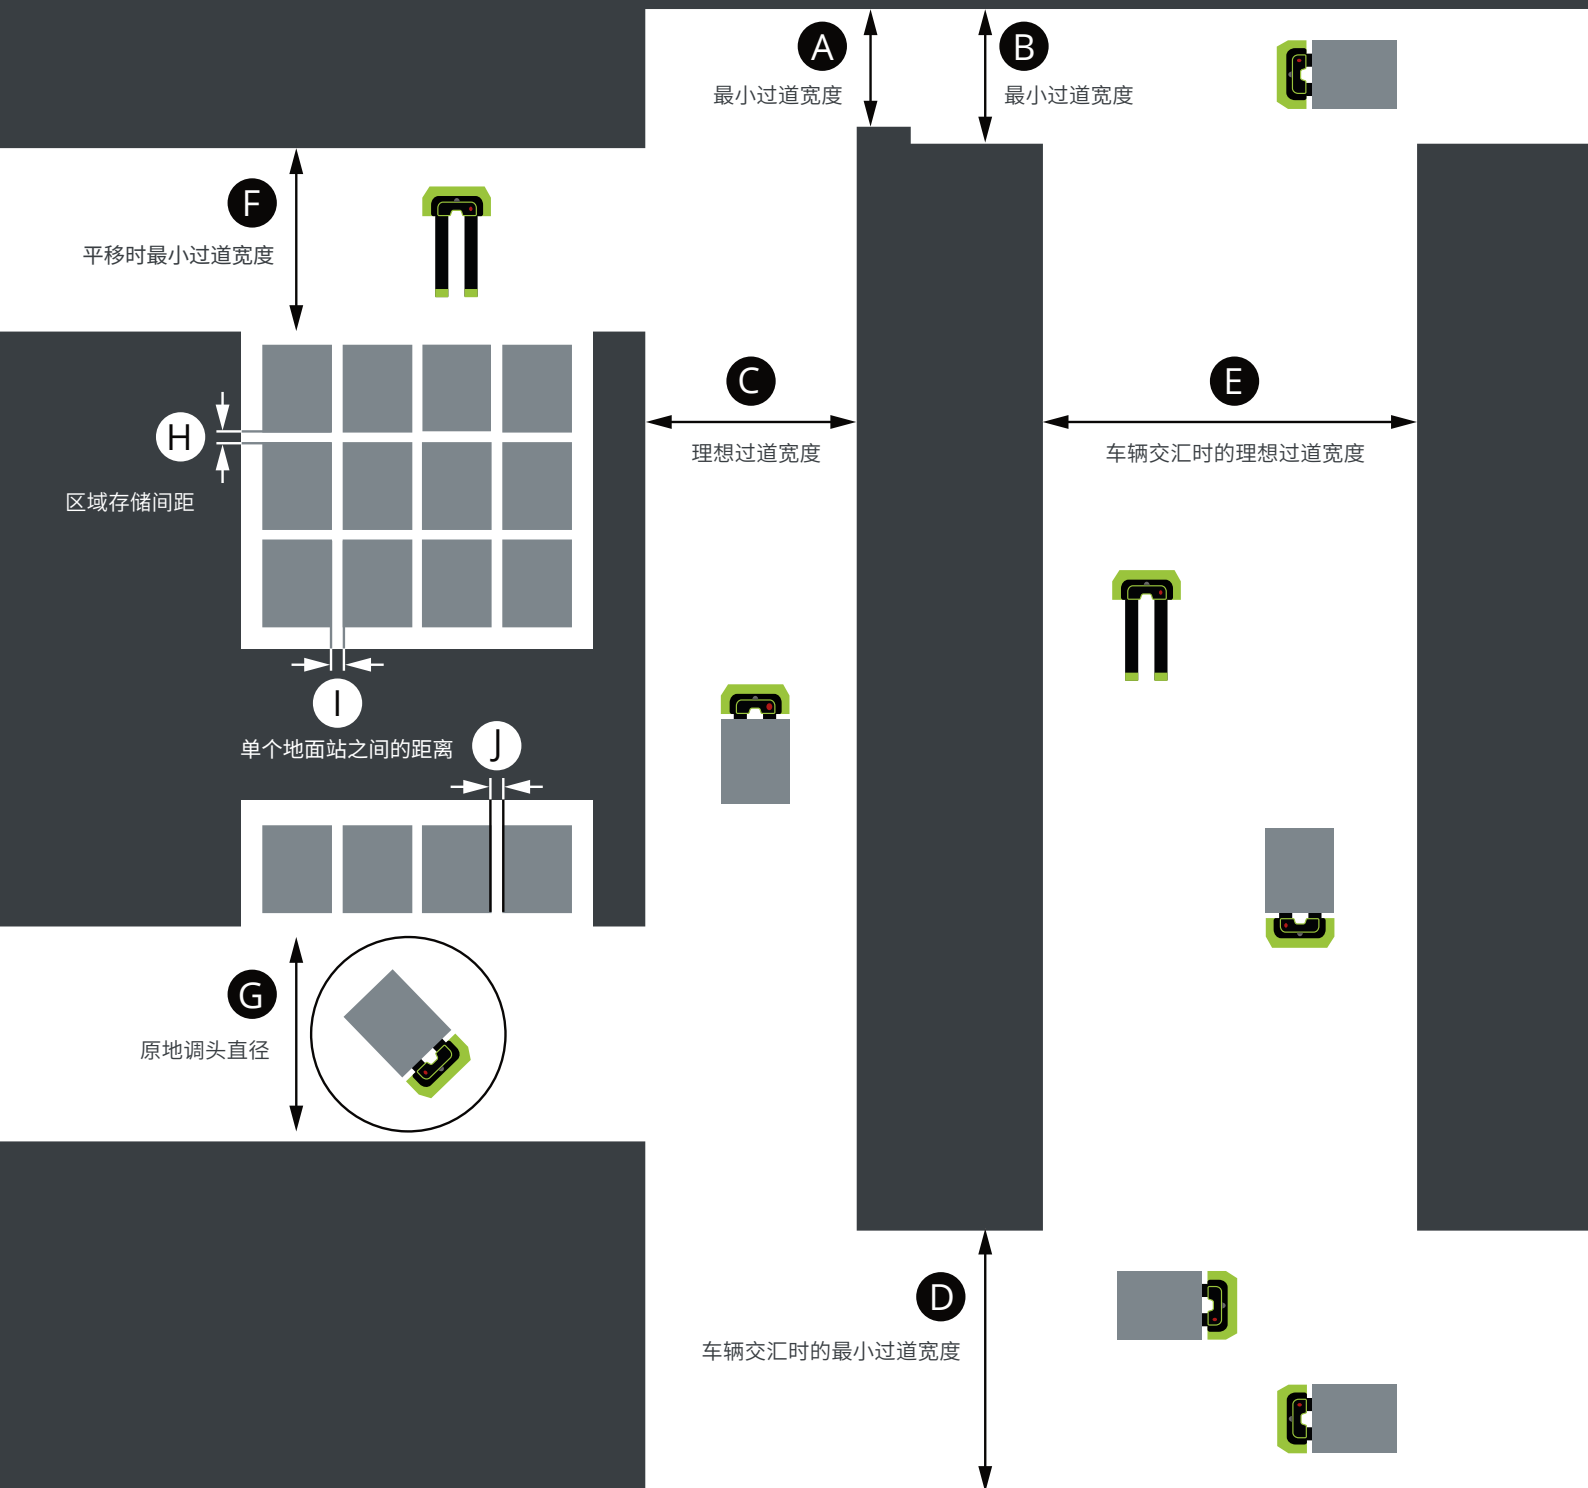 A
B
最小过道宽度
最小过道宽度
F
平移时最小过道宽度
C
E
理想过道宽度
车辆交汇时的理想过道宽度
H
区域存储间距
I
J
单个地面站之间的距离
G
原地调头直径
D
车辆交汇时的最小过道宽度